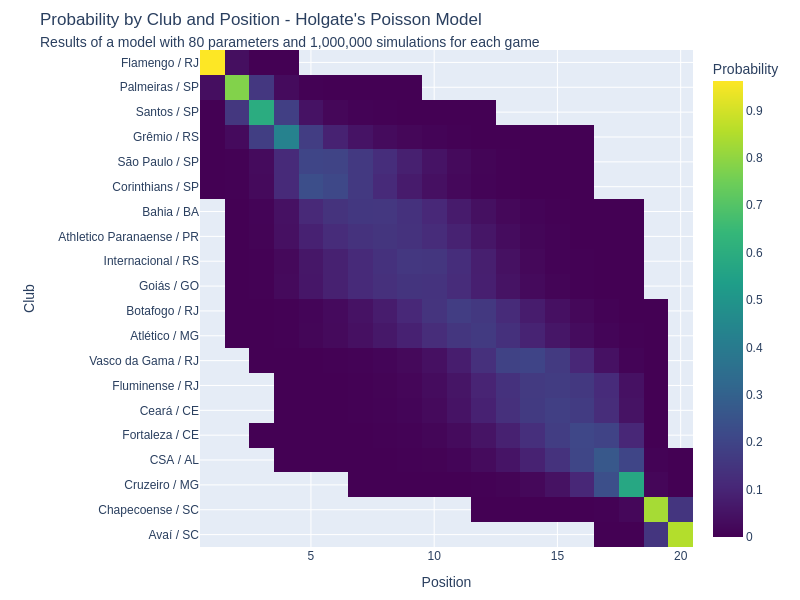 Probability by Club and Position - Holgate's Poisson Model
Results of a model with 80 parameters and 1,000,000 simulations for each game
Probability
Club
Flamengo / RJ
Palmeiras / SP
Santos / SP
Grêmio / RS
São Paulo / SP
Corinthians / SP
Bahia / BA
Athletico Paranaense / PR
Internacional / RS
Goiás / GO
Botafogo / RJ
Atlético / MG
Vasco da Gama / RJ
Fluminense / RJ
Ceará / CE
Fortaleza / CE
CSA / AL
Cruzeiro / MG
Chapecoense / SC
Avaí / SC
5 10 15 20
Position
0.9
0.8
0.7
0.6
0.5
0.4
0.3
0.2
0.1
0